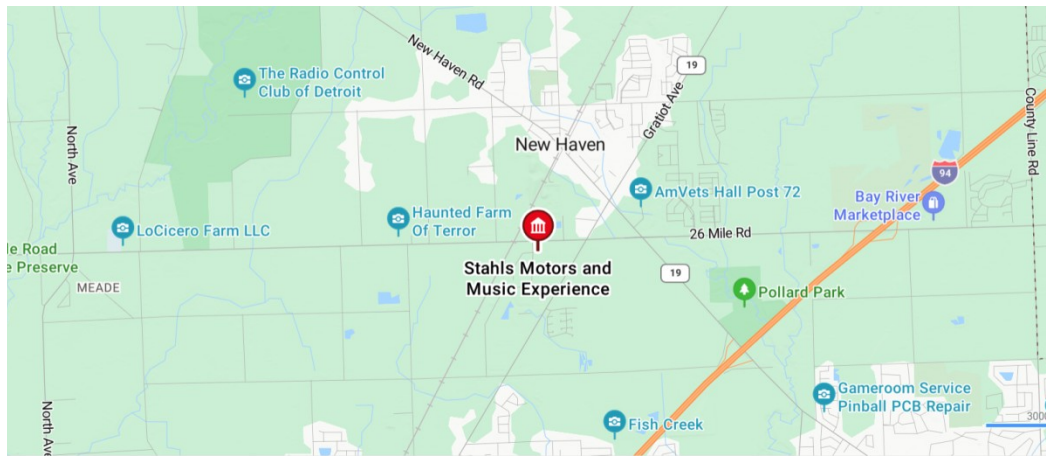 New Haven Rd
19
The Radio Control
Club of Detroit
Gratiot Ave
County Line Rd
North Ave
New Haven
94
AmVets Hall Post 72
Bay River
Marketplace
LoCicero Farm LLC
Haunted Farm
Of Terror
26 Mile Rd
le Road
e Preserve
Stahls Motors and
Music Experience
19
MEADE
Pollard Park
Gameroom Service
Pinball PCB Repair
North Ave
Fish Creek